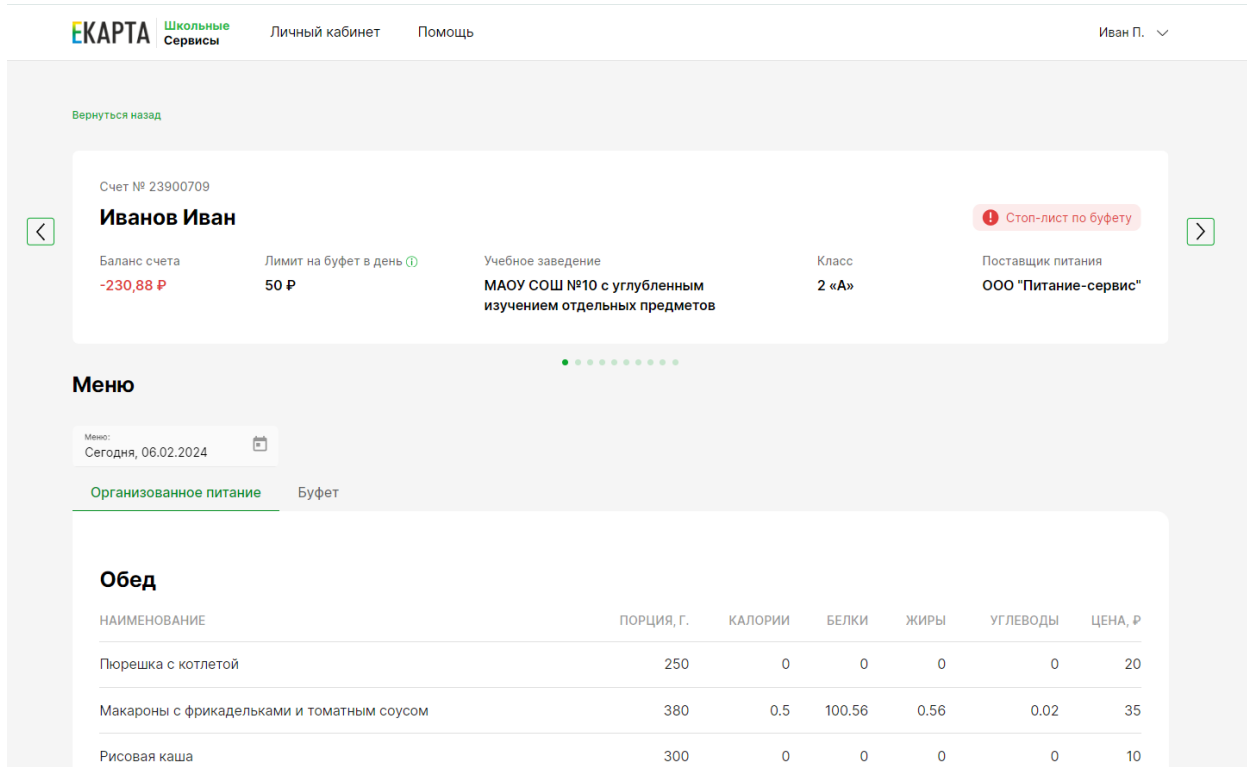 ЕКАРТА Школьные Сервисы Личный кабинет Помощь Иван П.
Вернуться назад
Счет № 23900709
Иванов Иван
Стоп-лист по буфету
Баланс счета Лимит на буфет в день Учебное заведение Класс Поставщик питания
-230,88 ₽ 50 ₽ МАОУ СОШ №10 с углубленным 2 «А» ООО "Питание-сервис"
изучением отдельных предметов
Меню
Меню:
Сегодня, 06.02.2024
Организованное питание Буфет
Обед
НАИМЕНОВАНИЕ ПОРЦИЯ, Г. КАЛОРИИ БЕЛКИ ЖИРЫ УГЛЕВОДЫ ЦЕНА, ₽
Пюрешка с котлетой 250 0 0 0 0 20
Макароны с фрикадельками и томатным соусом 380 0.5 100.56 0.56 0.02 35
Рисовая каша 300 0 0 0 0 10